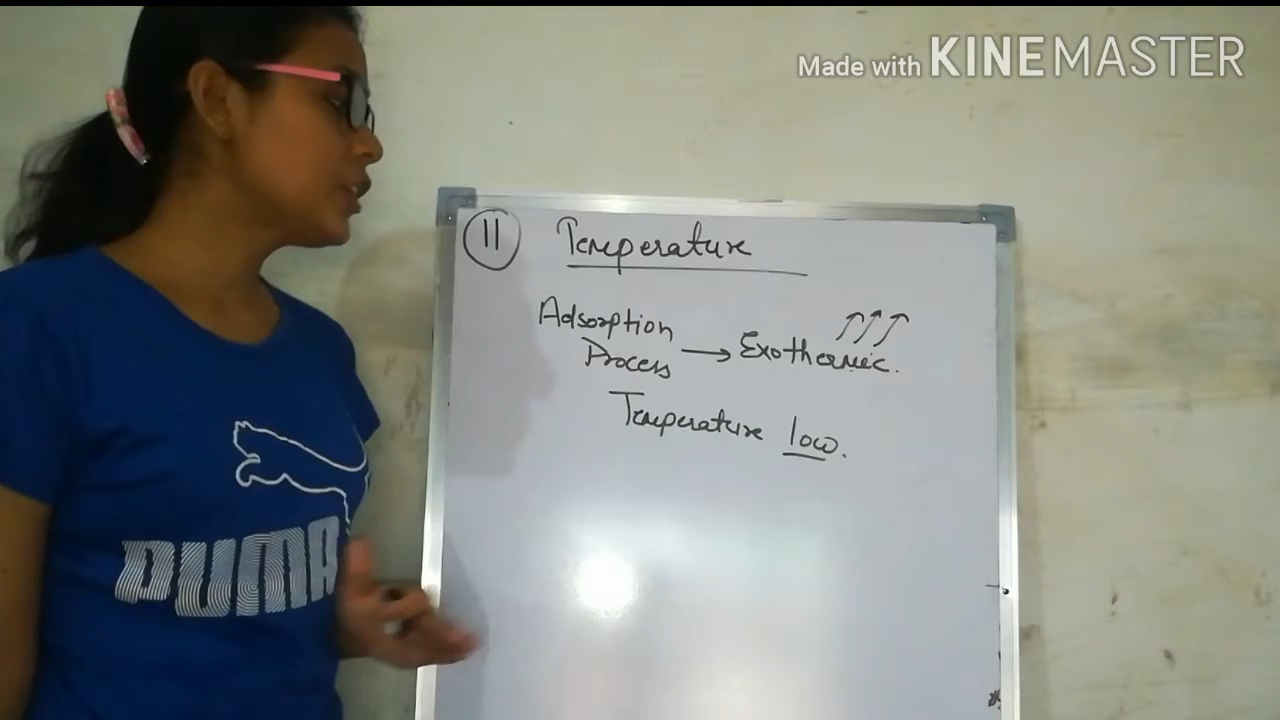 Made with KINEMASTER
11 Temperature
Adsorption
Process → Exothermic.
Temperature low.
PUMA